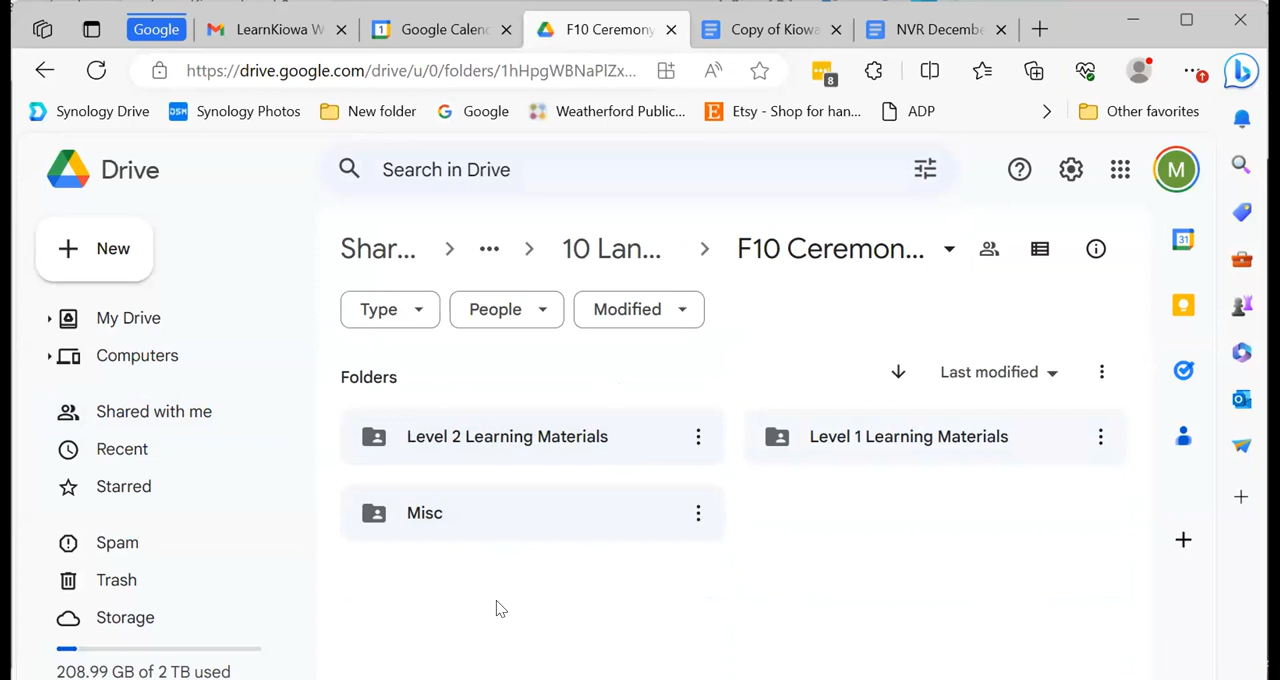 Google
LearnKiowa W
Google Calen
F10 Ceremony
Copy of Kiowa
NVR Decembe
https://drive.google.com/drive/u/0/folders/1hHpgWBNaPlZx...
8
Synology Drive
DSM
Synology Photos
New folder
Google
Weatherford Public...
Etsy - Shop for han...
ADP
Other favorites
Drive
Search in Drive
M
New
Shar...
10 Lan...
F10 Ceremon...
31
My Drive
Type
People
Modified
Computers
Folders
Last modified
Shared with me
Level 2 Learning Materials
Level 1 Learning Materials
Recent
Starred
Misc
Spam
Trash
Storage
208.99 GB of 2 TB used